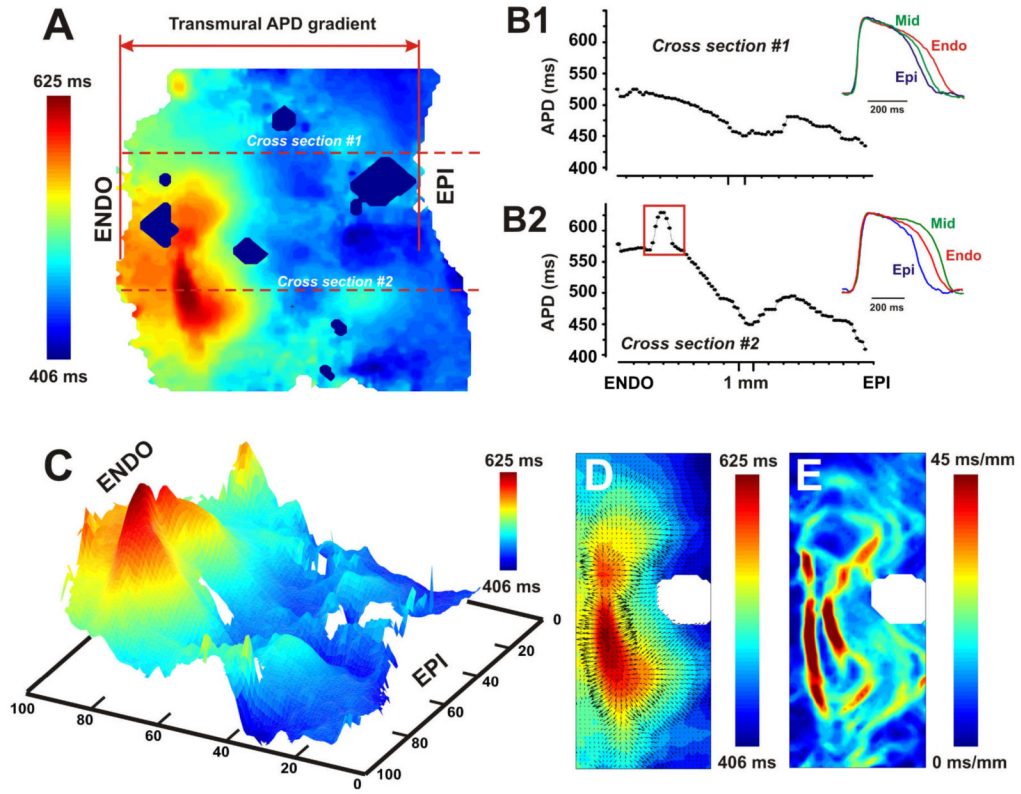 A
Transmural APD gradient
625 ms
406 ms
ENDO
EPI
Cross section #1
Cross section #2
B1
APD (ms)
600
550
500
450
400
Cross section #1
Mid
Endo
Epi
200 ms
B2
APD (ms)
600
550
500
450
400
Cross section #2
Mid
Endo
Epi
200 ms
ENDO
1 mm
EPI
C
ENDO
EPI
625 ms
406 ms
100
80
60
40
20
0
100
80
60
40
20
0
D
625 ms
406 ms
E
45 ms/mm
0 ms/mm